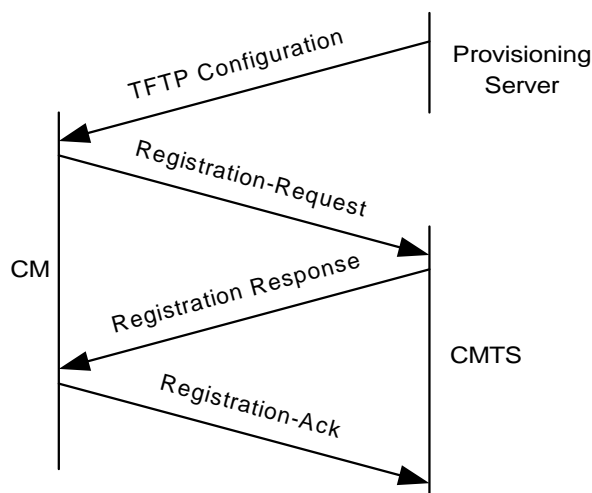 TFTP Configuration
Provisioning
Server
Registration-Request
CM
Registration Response
CMTS
Registration-Ack